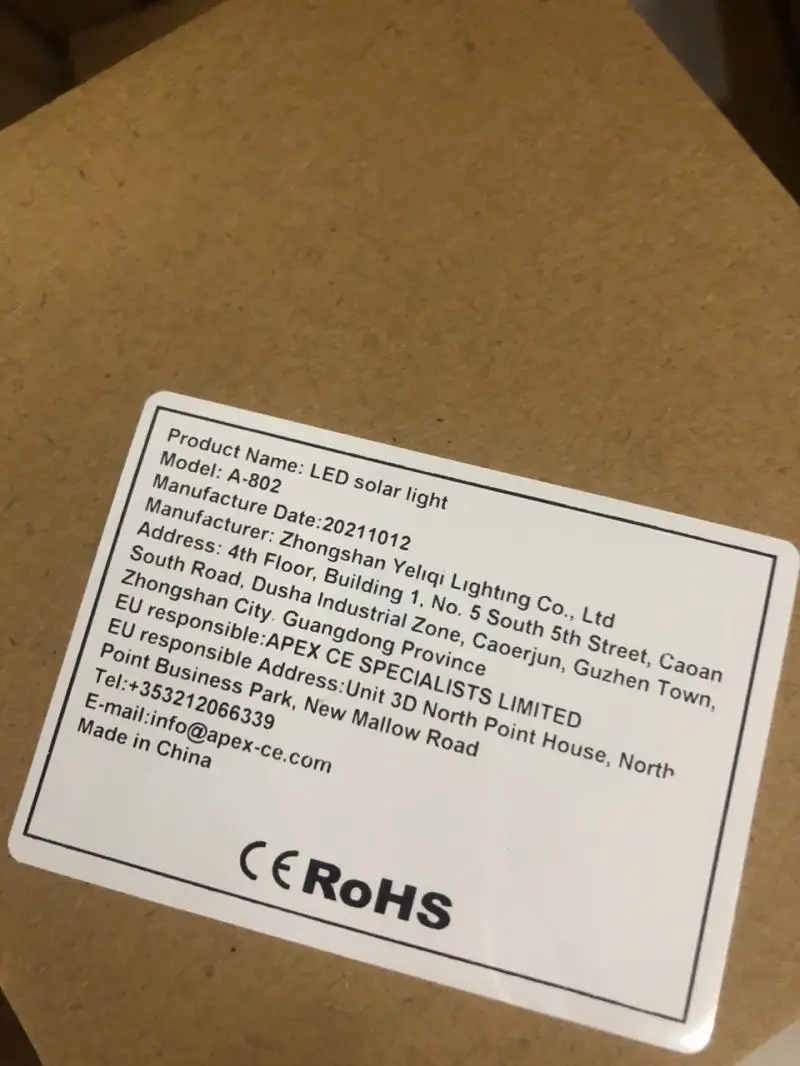 Product Name: LED solar light
Model: A-802
Manufacture Date:20211012
Manufacturer: Zhongshan Yeliqi Lighting Co., Ltd
Address: 4th Floor, Building 1, No. 5 South 5th Street, Caoan
South Road, Dusha Industrial Zone, Caoerjun, Guzhen Town,
Zhongshan City. Guangdong Province
EU responsible:APEX CE SPECIALISTS LIMITED
EU responsible Address:Unit 3D North Point House, North
Point Business Park, New Mallow Road
Tel:+353212066339
E-mail:info@apex-ce.com
Made in China
CE RoHS